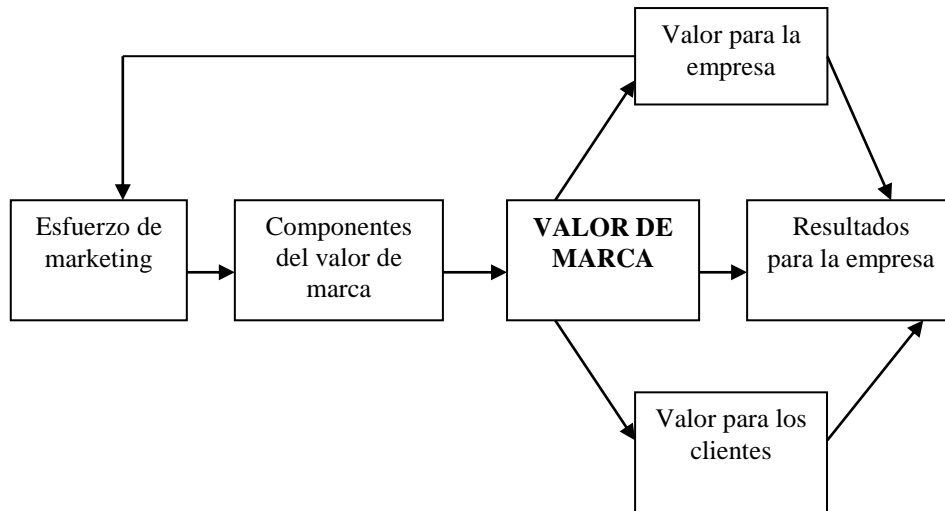 Valor para la
empresa
Esfuerzo de
marketing
Componentes
del valor de
marca
VALOR DE
MARCA
Resultados
para la empresa
Valor para los
clientes